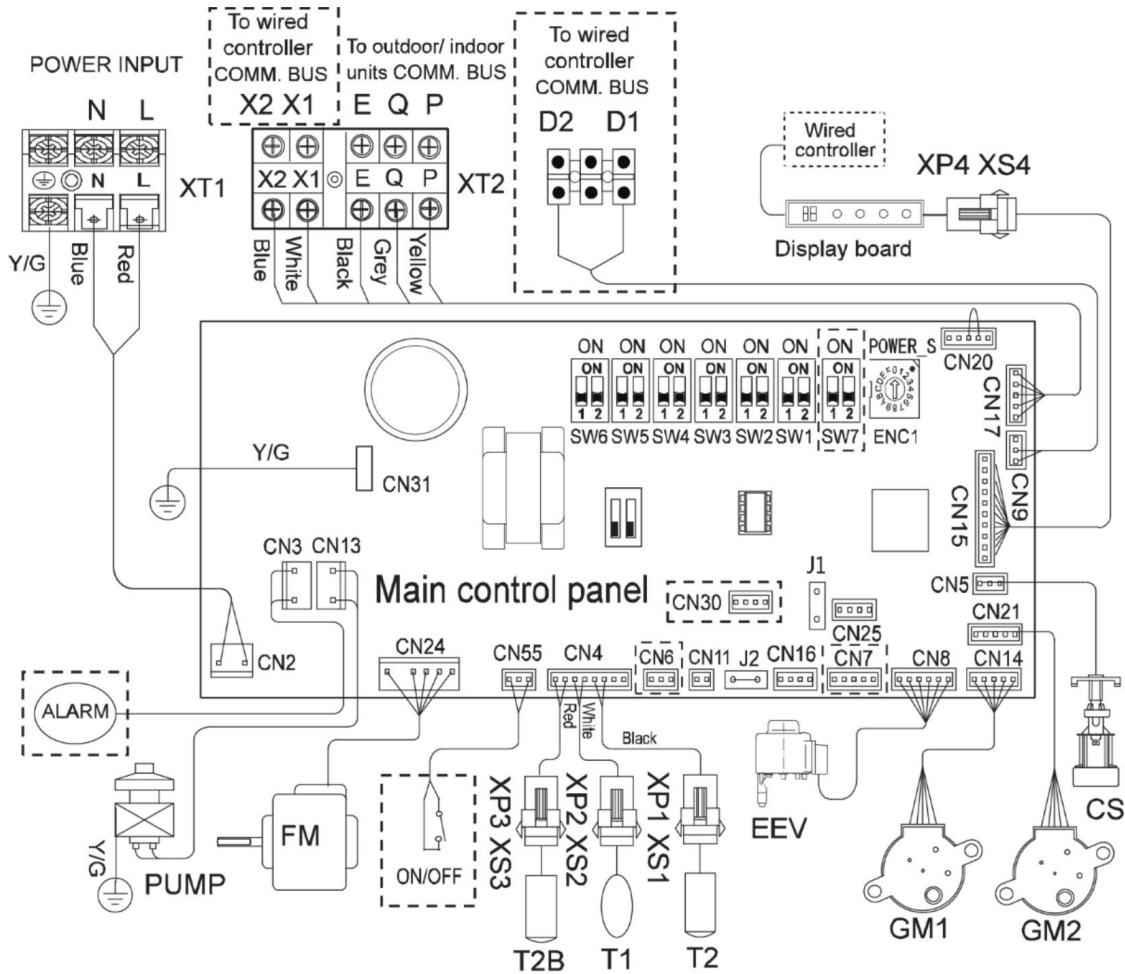 POWER INPUT
N L
N L
XT1
Y/G
Blue
Red
To wired
controller
COMM. BUS
X2 X1
To outdoor/ indoor
units COMM. BUS
E Q P
X2 X1 E Q P
XT2
Blue
White
Black
Grey
Yellow
To wired
controller
COMM. BUS
D2 D1
Wired
controller
XP4 XS4
Display board
ON ON ON ON ON ON ON POWER_S
ON ON ON ON ON ON ON
1 2 1 2 1 2 1 2 1 2 1 2 1 2
SW6 SW5 SW4 SW3 SW2 SW1 SW7 ENC1
0123456789ABCDEF
CN20
CN17
CN9
CN15
Y/G
CN31
CN3 CN13
Main control panel
CN30
J1
CN25
CN5
CN21
CN2
CN24
CN55
CN4
CN6
CN11
J2
CN16
CN7
CN8
CN14
ALARM
Y/G
PUMP
FM
ON/OFF
Red
White
Black
XP3 XS3
XP2 XS2
XP1 XS1
T2B
T1
T2
EEV
GM1
GM2
CS